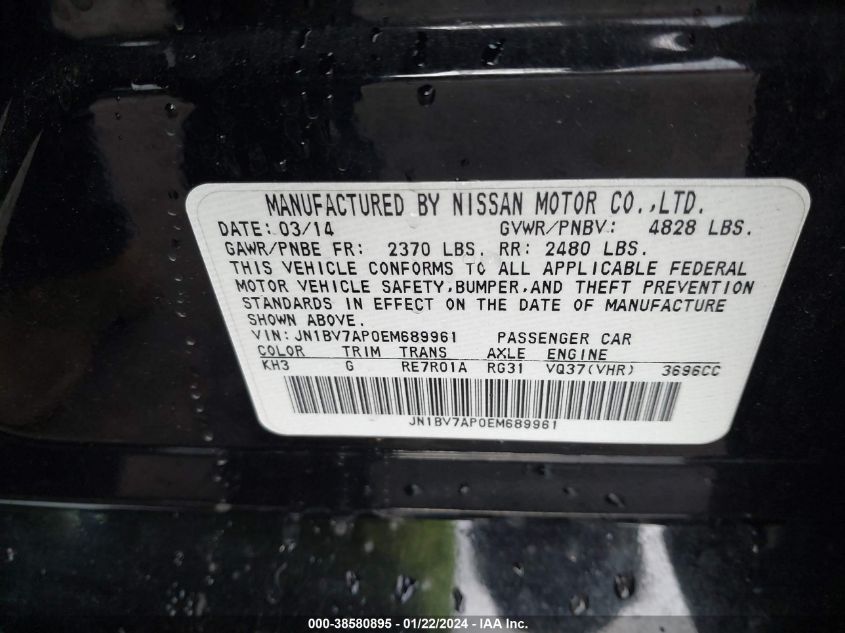 MANUFACTURED BY NISSAN MOTOR CO.,LTD.
DATE: 03/14 GVWR/PNBV: 4828 LBS.
GAWR/PNBE FR: 2370 LBS. RR: 2480 LBS.
THIS VEHICLE CONFORMS TO ALL APPLICABLE FEDERAL
MOTOR VEHICLE SAFETY,BUMPER,AND THEFT PREVENTION
STANDARDS IN EFFECT ON THE DATE OF MANUFACTURE
SHOWN ABOVE.
VIN: JN1BV7AP0EM689961 PASSENGER CAR
COLOR TRIM TRANS AXLE ENGINE
KH3 G RE7R01A RG31 VQ37(VHR) 3696CC
JN1BV7AP0EM689961
000-38580895 - 01/22/2024 - IAA Inc.